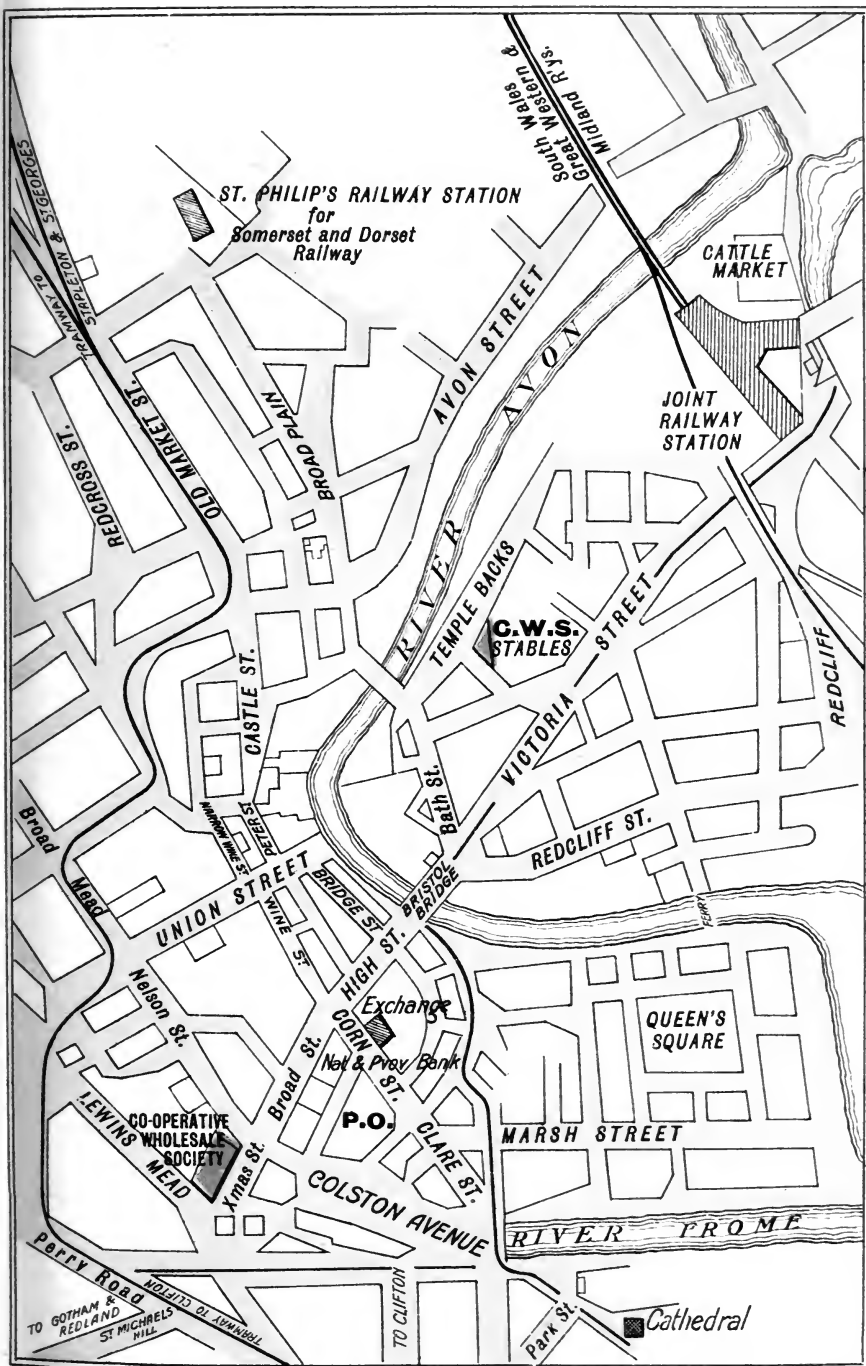 South Wales
Great Western &
Midland R'ys.
TRAMWAY TO
STAPLETON & ST GEORGES
ST. PHILIP'S RAILWAY STATION
for
Somerset and Dorset
Railway
CATTLE
MARKET
AVON STREET
RIVER AVON
JOINT
RAILWAY
STATION
REDCROSS ST.
OLD MARKET ST.
BROAD PLAIN
TEMPLE BACKS
C.W.S.
STABLES
VICTORIA STREET
REDCLIFF
CASTLE ST.
Bath St.
REDCLIFF ST.
NARROW WINE ST
PETER ST
Broad Mead
UNION STREET
WINE ST
BRIDGE ST
BRISTOL
BRIDGE
FERRY
HIGH ST.
Nelson St.
Exchange
QUEEN'S
SQUARE
CORN ST.
Nat & Prov Bank
Broad St.
P.O.
LEWINS MEAD
CO-OPERATIVE
WHOLESALE
SOCIETY
Xmas St.
CLARE ST.
MARSH STREET
COLSTON AVENUE
RIVER FROME
Perry Road
TRAMWAY TO CLIFTON
TO GOTHAM &
REDLAND
ST MICHAELS
HILL
TO CLIFTON
Park St.
Cathedral